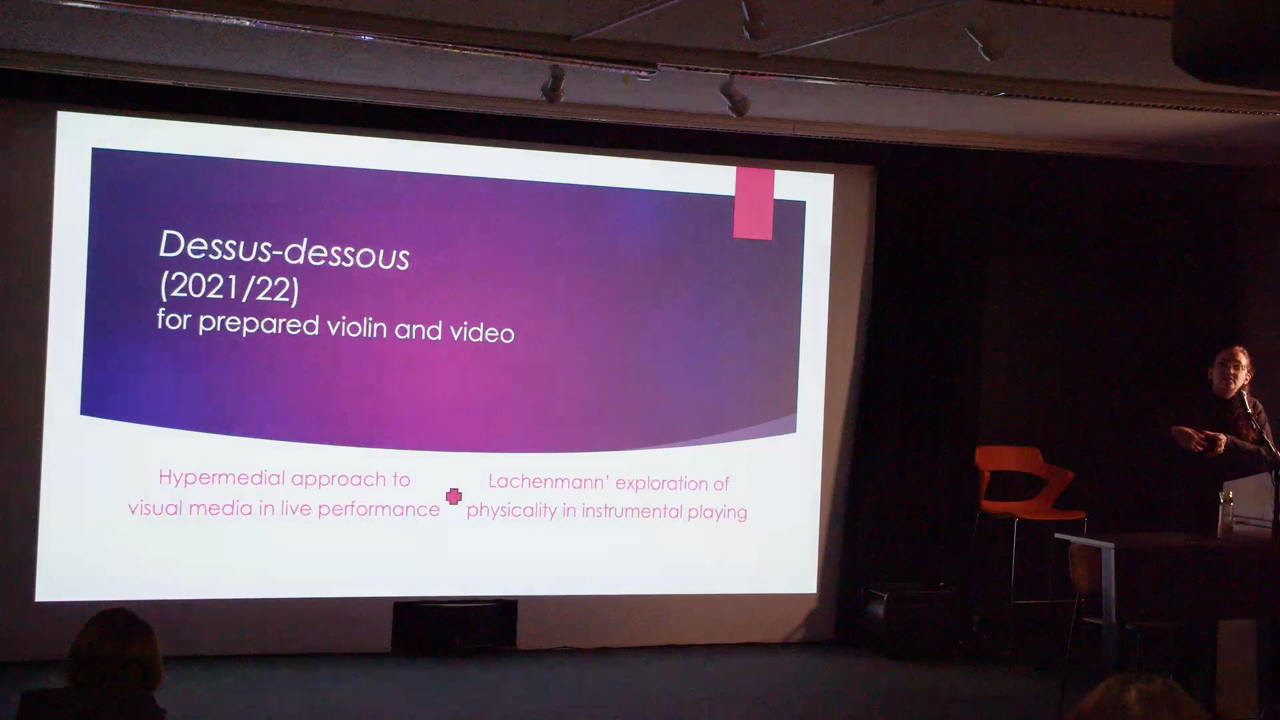 Dessus-dessous
(2021/22)
for prepared violin and video
Hypermedial approach to
visual media in live performance
Lachenmann’ exploration of
physicality in instrumental playing